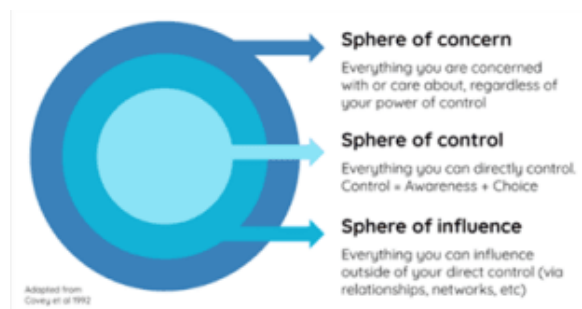 Sphere of concern
Everything you are concerned
with or care about, regardless of
your power of control
Sphere of control
Everything you can directly control.
Control = Awareness + Choice
Sphere of influence
Everything you can influence
outside of your direct control (via
relationships, networks, etc)
Adapted from
Covey et al 1992